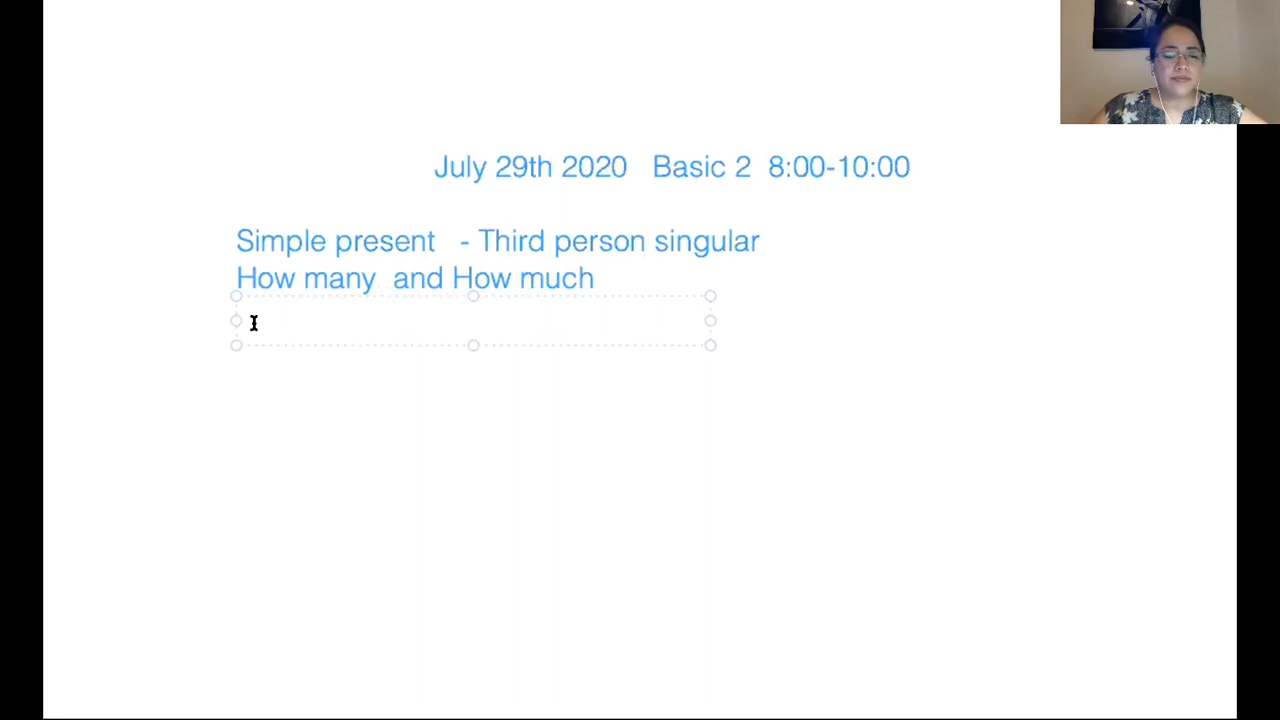 July 29th 2020 Basic 2 8:00-10:00
Simple present - Third person singular
How many and How much